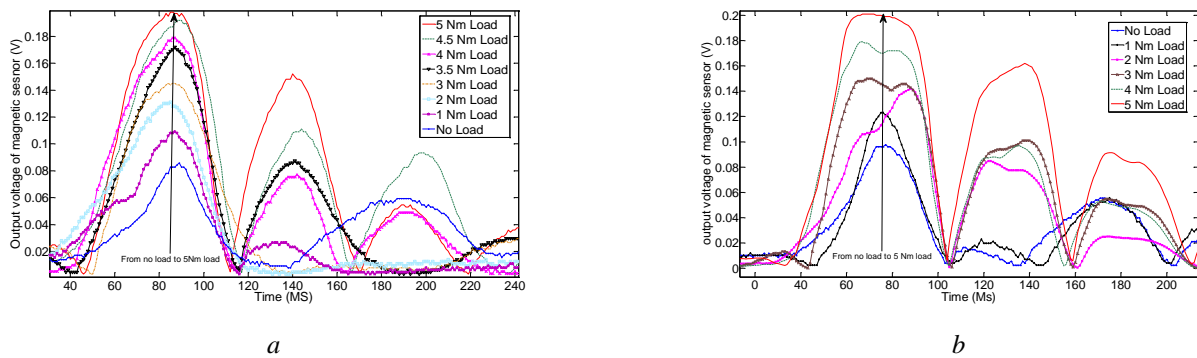 a
0.18
0.16
0.14
0.12
0.1
0.08
0.06
0.04
0.02
Output voltage of magnetic sesnor (V)
5 Nm Load
4.5 Nm Load
4 Nm Load
3.5 Nm Load
3 Nm Load
2 Nm Load
1 Nm Load
No Load
From no load to 5Nm load
40 60 80 100 120 140 160 180 200 220 240
Time (MS)
a
b
0.2
0.18
0.16
0.14
0.12
0.1
0.08
0.06
0.04
0.02
0
output voltage of magnetic sensor (V)
No Load
1 Nm Load
2 Nm Load
3 Nm Load
4 Nm Load
5 Nm Load
From no load to 5 Nm load
0 20 40 60 80 100 120 140 160 180 200
Time (Ms)
b